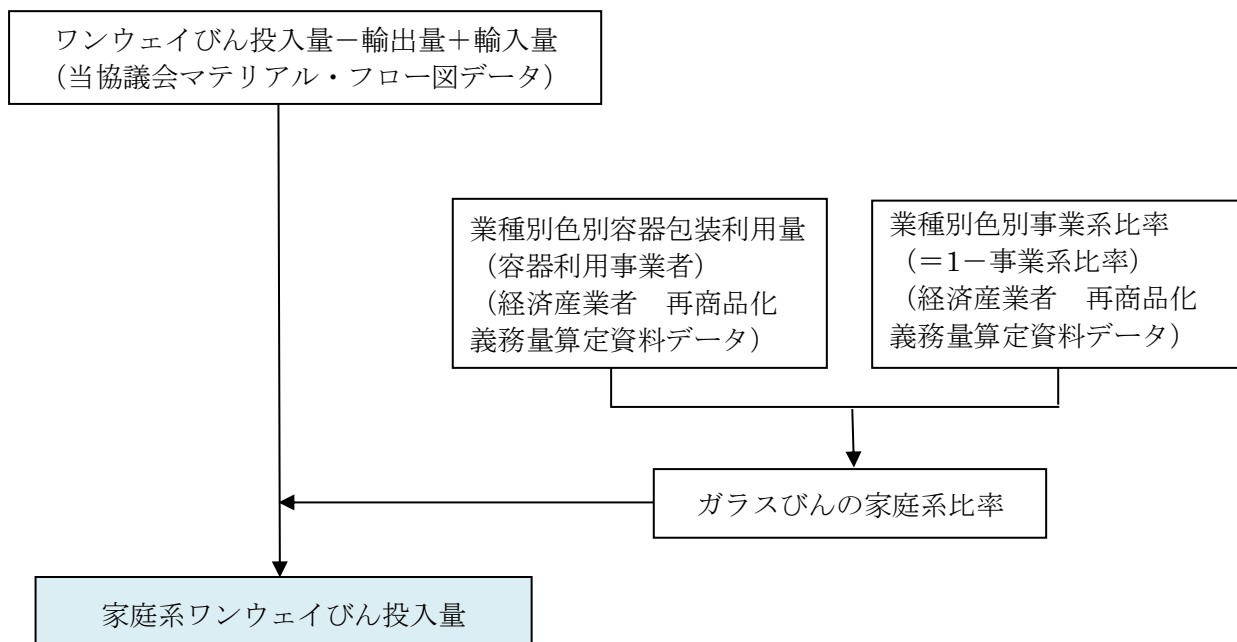 ワンウェイびん投入量－輸出量＋輸入量
（当協議会マテリアル・フロー図データ）
業種別色別容器包装利用量
（容器利用事業者）
（経済産業者　再商品化
義務量算定資料データ）
業種別色別事業系比率
（＝1－事業系比率）
（経済産業者　再商品化
義務量算定資料データ）
ガラスびんの家庭系比率
家庭系ワンウェイびん投入量